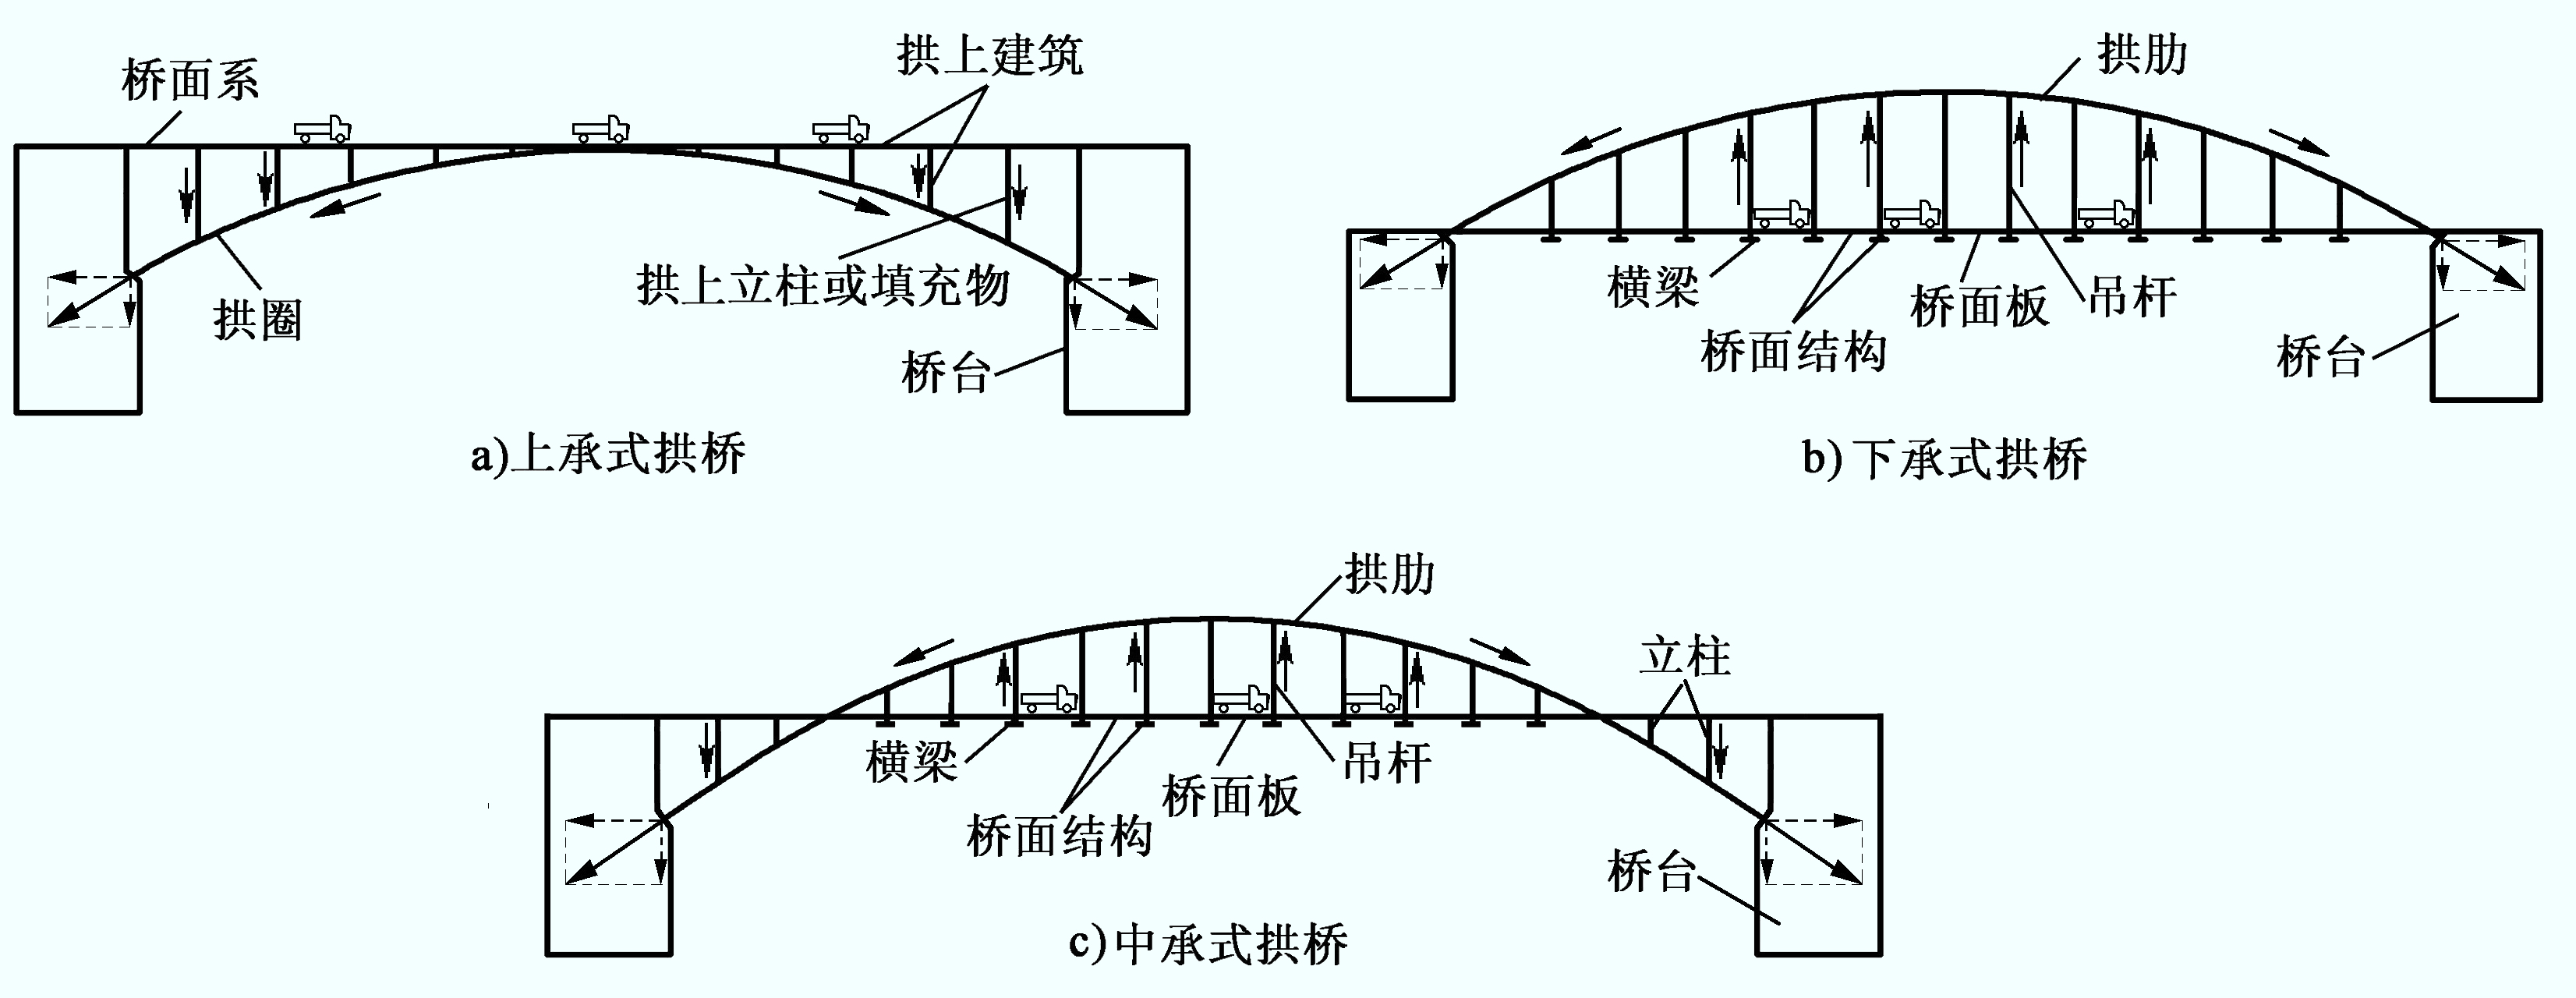 桥面系
拱上建筑
拱圈
拱上立柱或填充物
桥台
a)上承式拱桥
拱肋
横梁
桥面结构
桥面板
吊杆
桥台
b)下承式拱桥
拱肋
立柱
横梁
桥面结构
桥面板
吊杆
桥台
c)中承式拱桥